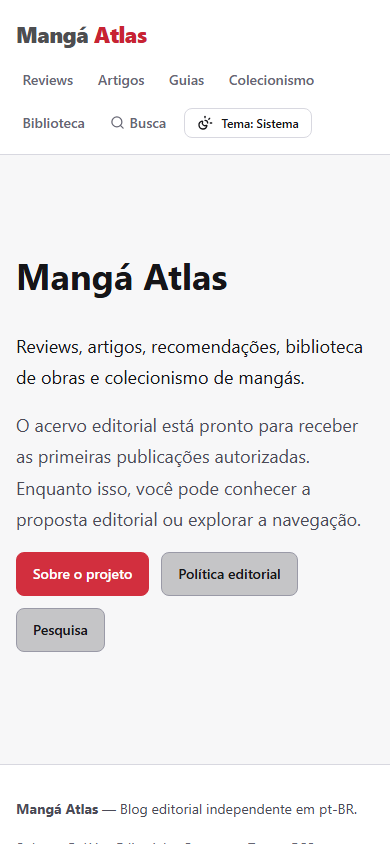 Mangá Atlas
Reviews Artigos Guias Colecionismo
Biblioteca Busca Tema: Sistema
Mangá Atlas
Reviews, artigos, recomendações, biblioteca
de obras e colecionismo de mangás.
O acervo editorial está pronto para receber
as primeiras publicações autorizadas.
Enquanto isso, você pode conhecer a
proposta editorial ou explorar a navegação.
Sobre o projeto Política editorial
Pesquisa
Mangá Atlas — Blog editorial independente em pt-BR.